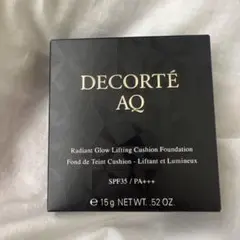 DECORTÉ
AQ
Radiant Glow Lifting Cushion Foundation
Fond de Teint Cushion - Liftant et Lumineux
SPF35 / PA+++
℮ 15 g NET WT. .52 OZ.